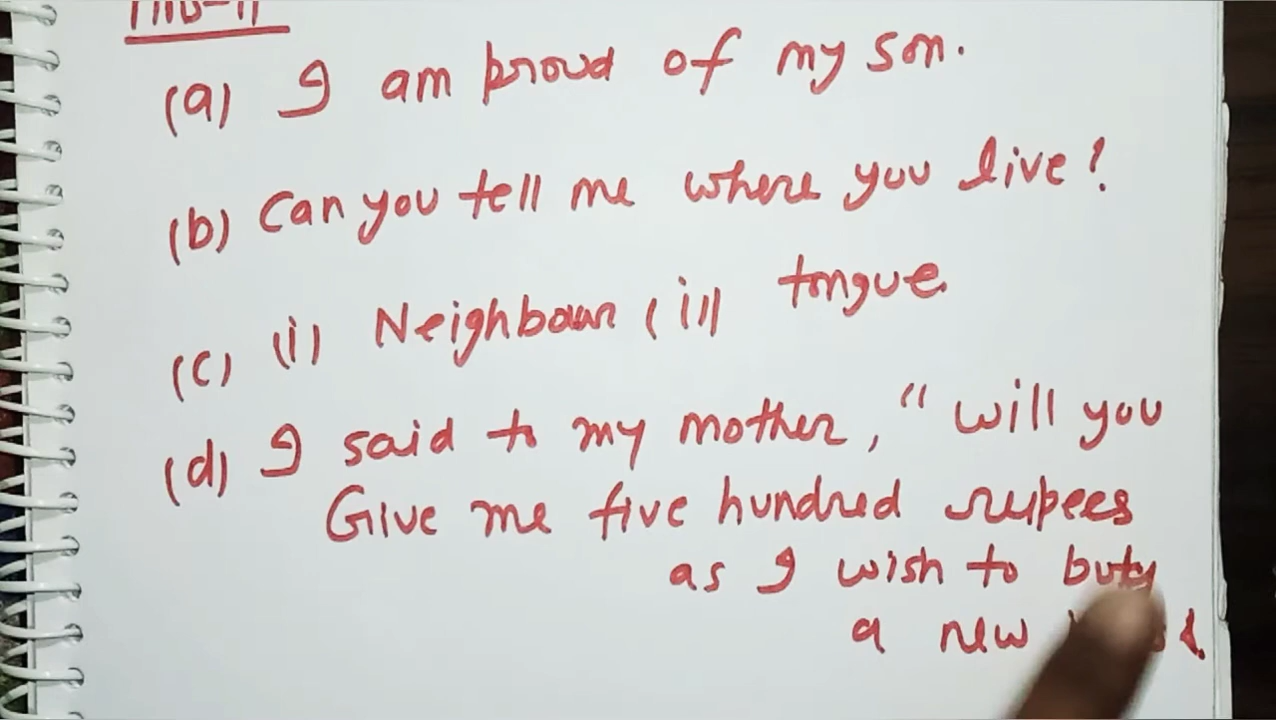 (a) I am proud of my son.
(b) Can you tell me where you live?
(c) (i) Neighbour (ii) tongue.
(d) I said to my mother, "will you
Give me five hundred rupees
as I wish to buty
a new